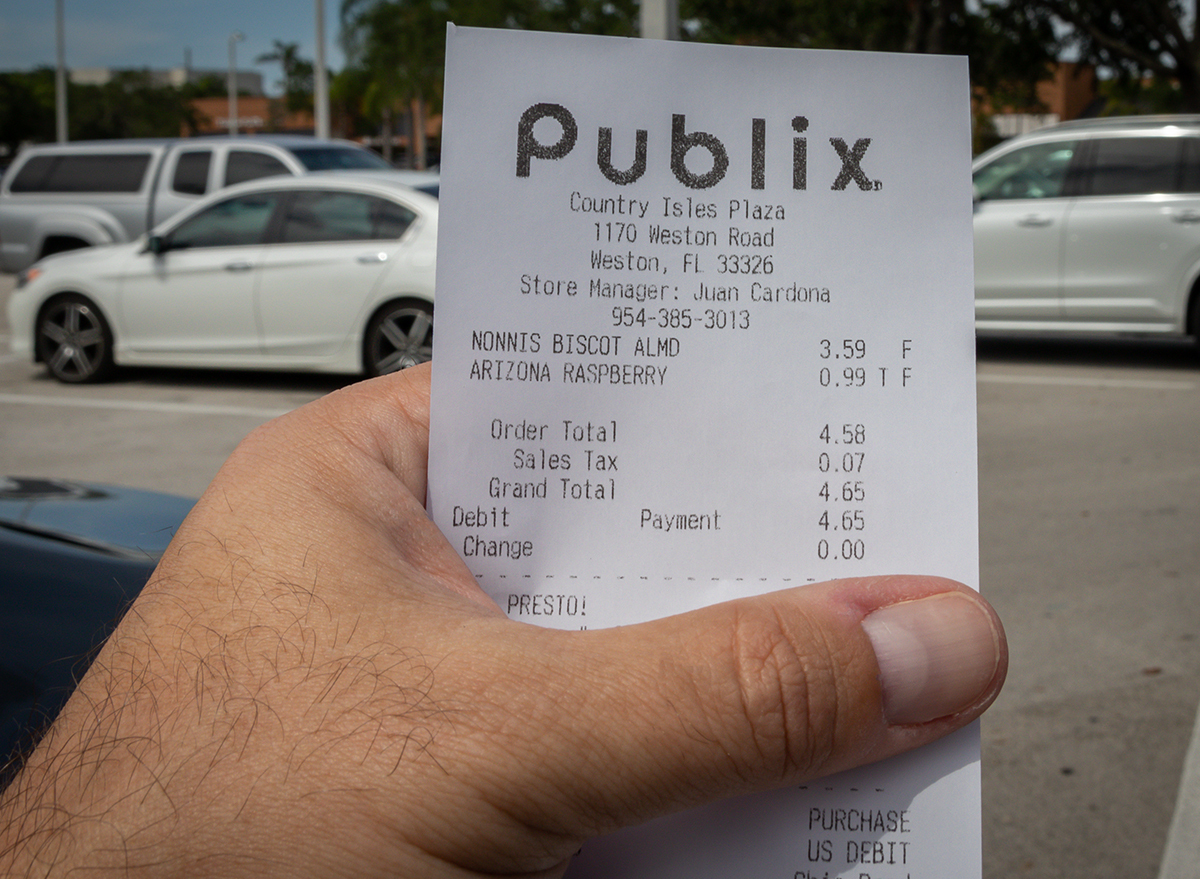 Publix
Country Isles Plaza
1170 Weston Road
Weston, FL 33326
Store Manager: Juan Cardona
954-385-3013
NONNIS BISCOT ALMD 3.59 F
ARIZONA RASPBERRY 0.99 T F
Order Total 4.58
Sales Tax 0.07
Grand Total 4.65
Debit Payment 4.65
Change 0.00
PRESTO!
PURCHASE
US DEBIT